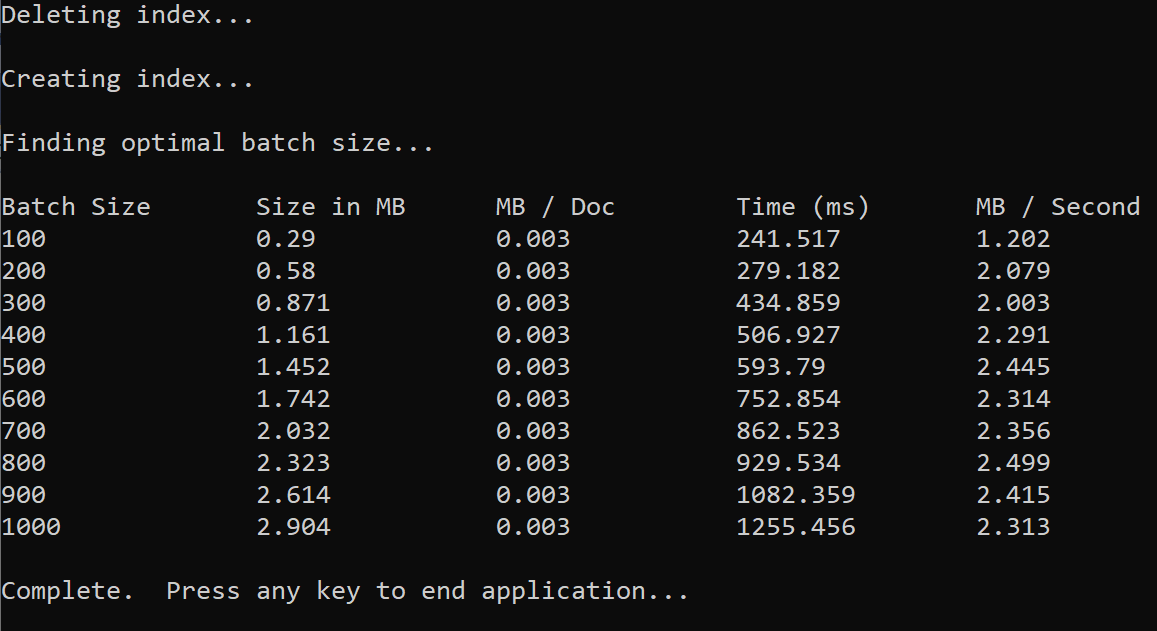 Deleting index...
Creating index...
Finding optimal batch size...
Batch Size Size in MB MB / Doc Time (ms) MB / Second
100 0.29 0.003 241.517 1.202
200 0.58 0.003 279.182 2.079
300 0.871 0.003 434.859 2.003
400 1.161 0.003 506.927 2.291
500 1.452 0.003 593.79 2.445
600 1.742 0.003 752.854 2.314
700 2.032 0.003 862.523 2.356
800 2.323 0.003 929.534 2.499
900 2.614 0.003 1082.359 2.415
1000 2.904 0.003 1255.456 2.313
Complete.  Press any key to end application...